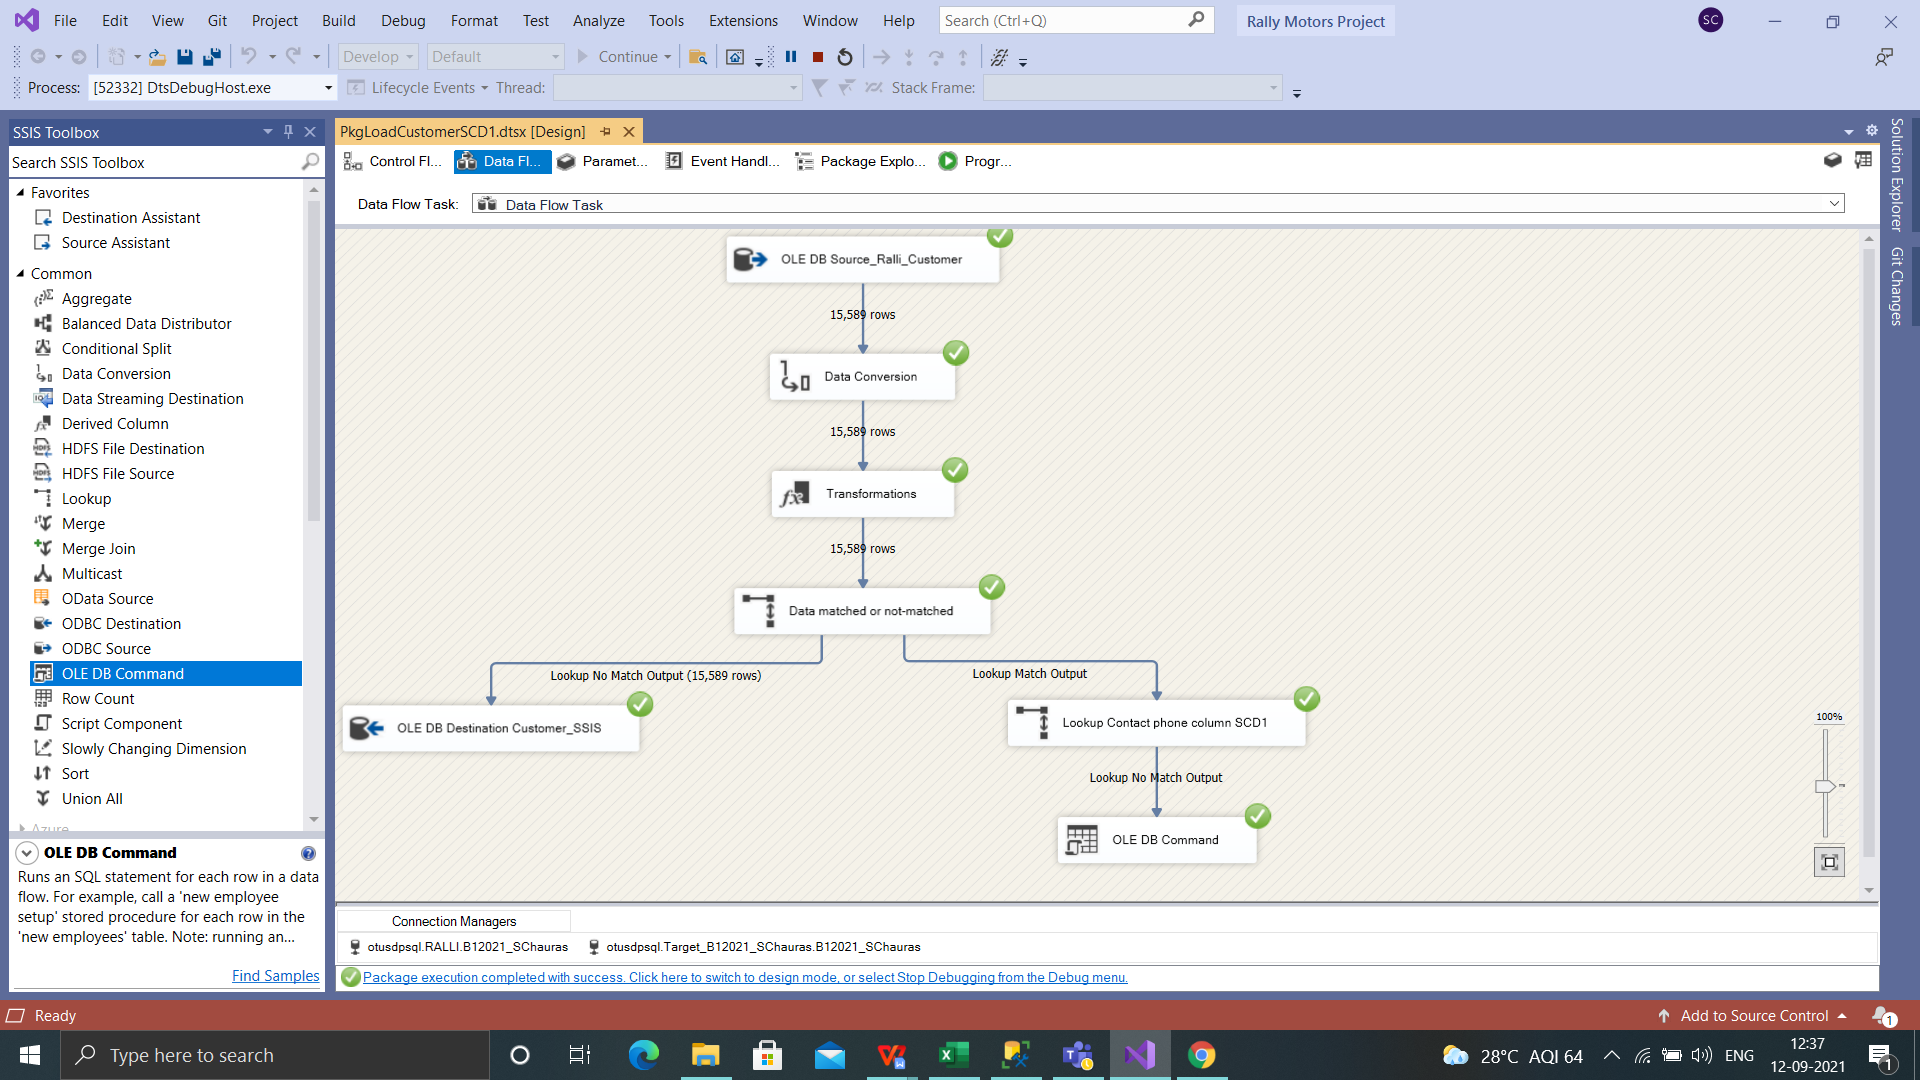 File Edit View Git Project Build Debug Format Test Analyze Tools Extensions Window Help Search (Ctrl+Q) Rally Motors Project SC
Develop Default Continue
Process: [52332] DtsDebugHost.exe Lifecycle Events Thread: Stack Frame:
SSIS Toolbox
Search SSIS Toolbox
Favorites
Destination Assistant
Source Assistant
Common
Aggregate
Balanced Data Distributor
Conditional Split
Data Conversion
Data Streaming Destination
Derived Column
HDFS File Destination
HDFS File Source
Lookup
Merge
Merge Join
Multicast
OData Source
ODBC Destination
ODBC Source
OLE DB Command
Row Count
Script Component
Slowly Changing Dimension
Sort
Union All
Azure
OLE DB Command
Runs an SQL statement for each row in a data
flow. For example, call a 'new employee
setup' stored procedure for each row in the
'new employees' table. Note: running an...
Find Samples
PkgLoadCustomerSCD1.dtsx [Design]
Control Fl... Data Fl... Paramet... Event Handl... Package Explo... Progr...
Data Flow Task: Data Flow Task
OLE DB Source_Ralli_Customer
15,589 rows
Data Conversion
15,589 rows
Transformations
15,589 rows
Data matched or not-matched
Lookup No Match Output (15,589 rows)
Lookup Match Output
OLE DB Destination Customer_SSIS
Lookup Contact phone column SCD1
Lookup No Match Output
OLE DB Command
100%
Connection Managers
otusdpsql.RALLI.B12021_SChauras otusdpsql.Target_B12021_SChauras.B12021_SChauras
Package execution completed with success. Click here to switch to design mode, or select Stop Debugging from the Debug menu.
Solution Explorer
Git Changes
Ready Add to Source Control 1
Type here to search 28°C AQI 64 ENG 12:37
12-09-2021 1